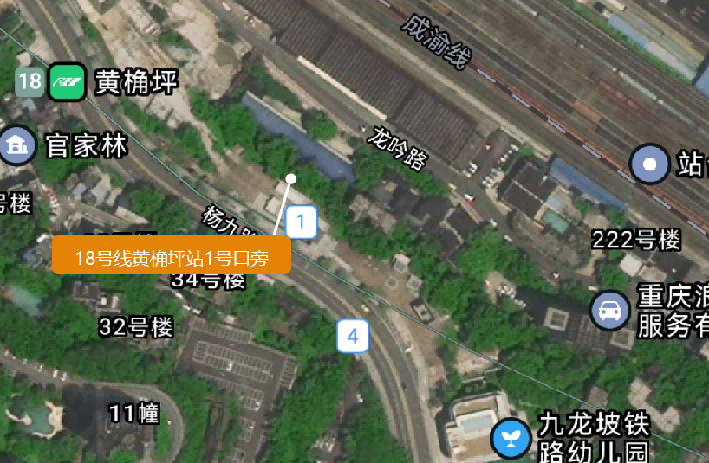 成渝线
18 黄桷坪
龙吟路
官家林
站
号楼
1
杨九路
222号楼
18号线黄桷坪站1号口旁
34号楼
重庆浪
服务有
32号楼
4
11幢
九龙坡铁
路幼儿园